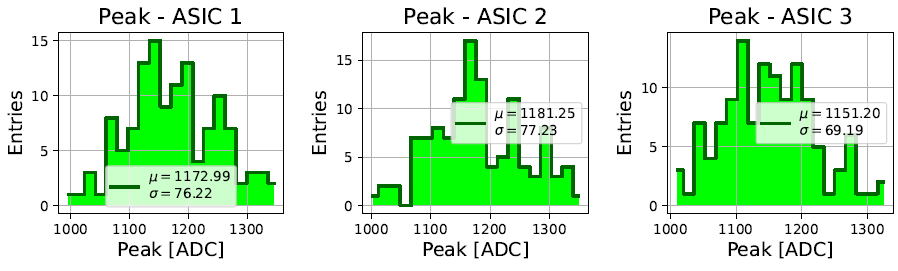 Peak - ASIC 1
Entries
15
10
5
0
μ = 1172.99
σ = 76.22
1000 1100 1200 1300
Peak [ADC]
Peak - ASIC 2
Entries
15
10
5
0
μ = 1181.25
σ = 77.23
1000 1100 1200 1300
Peak [ADC]
Peak - ASIC 3
Entries
10
5
0
μ = 1151.20
σ = 69.19
1000 1100 1200 1300
Peak [ADC]